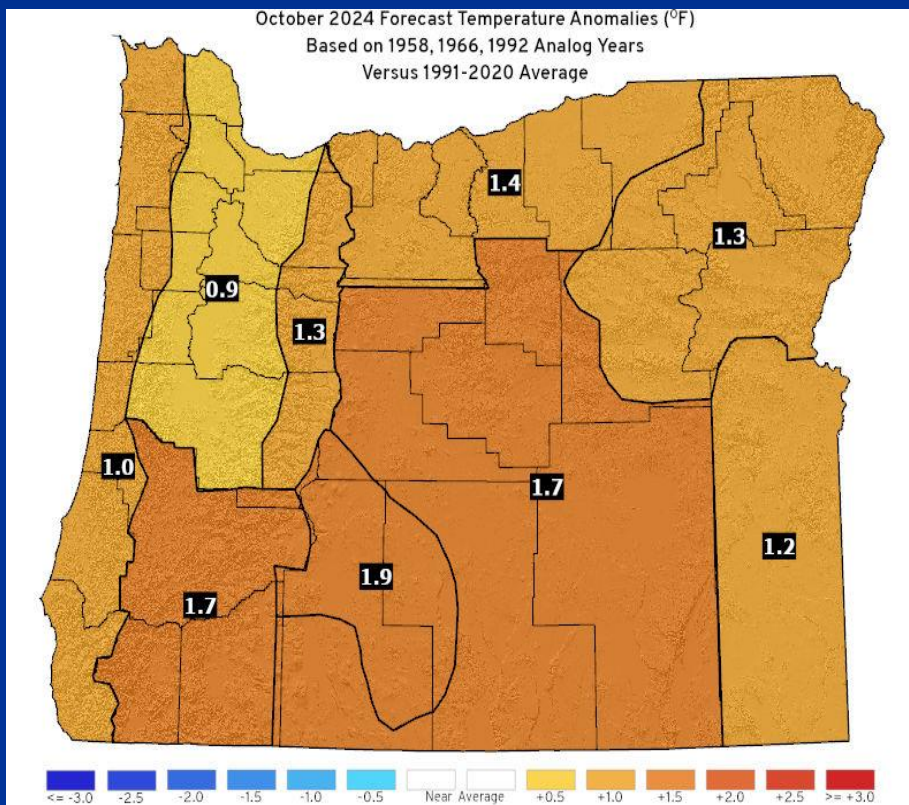 October 2024 Forecast Temperature Anomalies (⁰F)
Based on 1958, 1966, 1992 Analog Years
Versus 1991-2020 Average
1.4
1.3
0.9
1.3
1.0
1.7
1.2
1.9
1.7
<= -3.0 -2.5 -2.0 -1.5 -1.0 -0.5 Near Average +0.5 +1.0 +1.5 +2.0 +2.5 >= +3.0